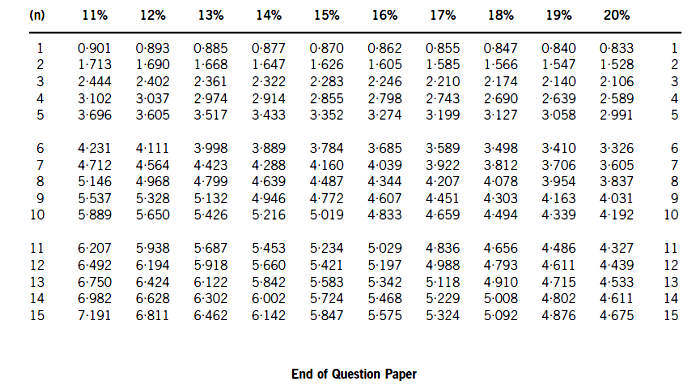 (n) 11% 12% 13% 14% 15% 16% 17% 18% 19% 20%
1 0·901 0·893 0·885 0·877 0·870 0·862 0·855 0·847 0·840 0·833 1
2 1·713 1·690 1·668 1·647 1·626 1·605 1·585 1·566 1·547 1·528 2
3 2·444 2·402 2·361 2·322 2·283 2·246 2·210 2·174 2·140 2·106 3
4 3·102 3·037 2·974 2·914 2·855 2·798 2·743 2·690 2·639 2·589 4
5 3·696 3·605 3·517 3·433 3·352 3·274 3·199 3·127 3·058 2·991 5
6 4·231 4·111 3·998 3·889 3·784 3·685 3·589 3·498 3·410 3·326 6
7 4·712 4·564 4·423 4·288 4·160 4·039 3·922 3·812 3·706 3·605 7
8 5·146 4·968 4·799 4·639 4·487 4·344 4·207 4·078 3·954 3·837 8
9 5·537 5·328 5·132 4·946 4·772 4·607 4·451 4·303 4·163 4·031 9
10 5·889 5·650 5·426 5·216 5·019 4·833 4·659 4·494 4·339 4·192 10
11 6·207 5·938 5·687 5·453 5·234 5·029 4·836 4·656 4·486 4·327 11
12 6·492 6·194 5·918 5·660 5·421 5·197 4·988 4·793 4·611 4·439 12
13 6·750 6·424 6·122 5·842 5·583 5·342 5·118 4·910 4·715 4·533 13
14 6·982 6·628 6·302 6·002 5·724 5·468 5·229 5·008 4·802 4·611 14
15 7·191 6·811 6·462 6·142 5·847 5·575 5·324 5·092 4·876 4·675 15
End of Question Paper